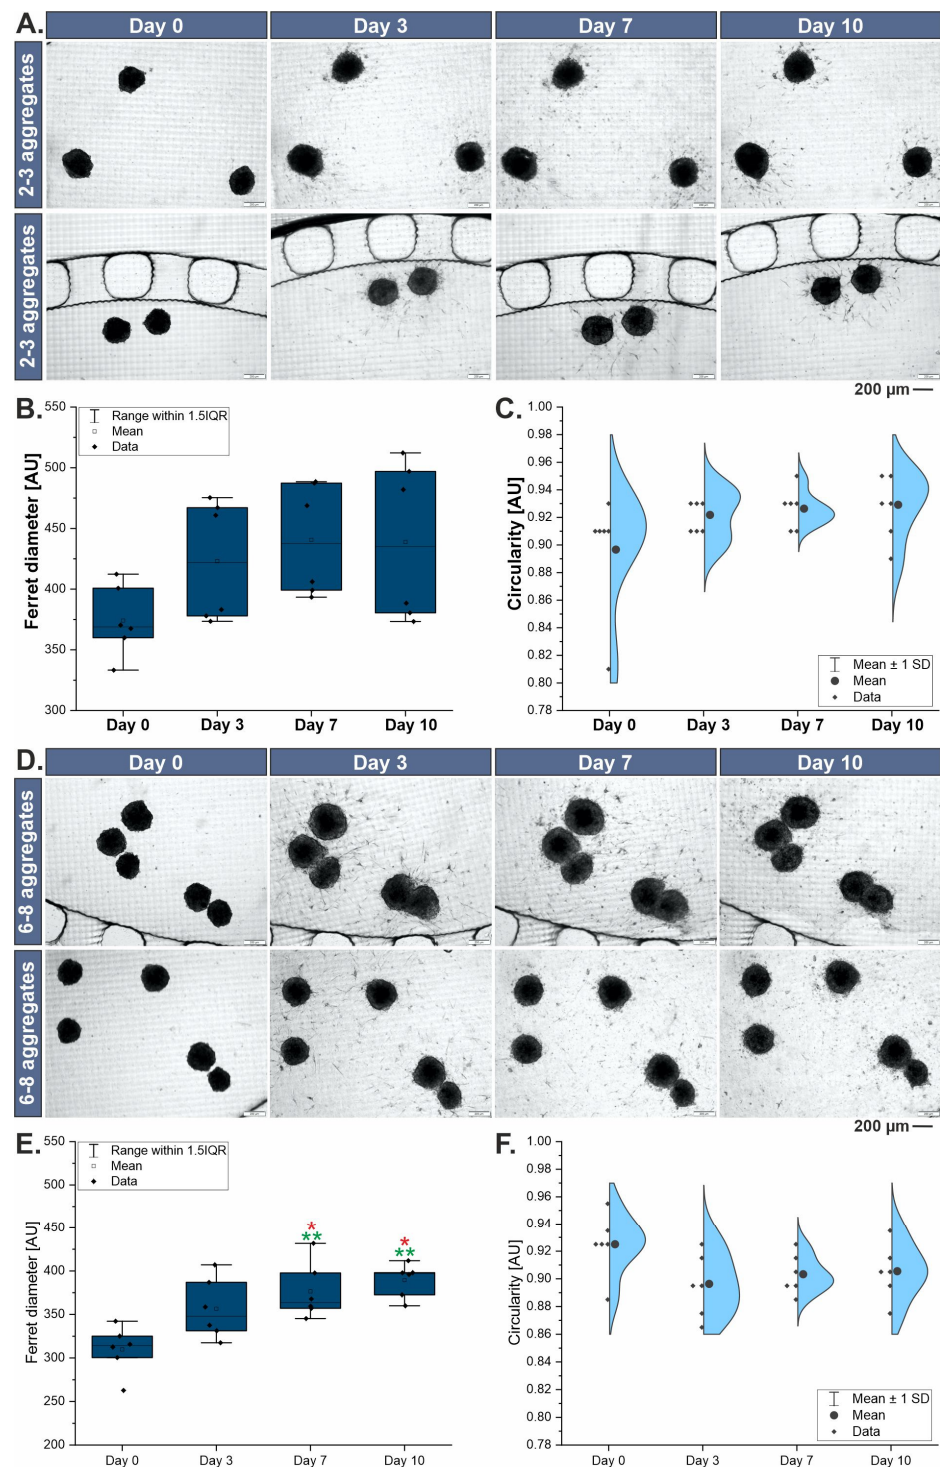 A.
Day 0
Day 3
Day 7
Day 10
2-3 aggregates
2-3 aggregates
200 µm
B.
550
500
450
400
350
300
Ferret diameter [AU]
Range within 1.5IQR
Mean
Data
Day 0
Day 3
Day 7
Day 10
C.
1.00
0.98
0.96
0.94
0.92
0.90
0.88
0.86
0.84
0.82
0.80
0.78
Circularity [AU]
Mean ± 1 SD
Mean
Data
Day 0
Day 3
Day 7
Day 10
D.
Day 0
Day 3
Day 7
Day 10
6-8 aggregates
6-8 aggregates
200 µm
E.
550
500
450
400
350
300
200
Ferret diameter [AU]
Range within 1.5IQR
Mean
Data
*
**
*
**
Day 0
Day 3
Day 7
Day 10
F.
1.00
0.98
0.96
0.94
0.92
0.90
0.88
0.86
0.84
0.82
0.80
0.78
Circularity [AU]
Mean ± 1 SD
Mean
Data
Day 0
Day 3
Day 7
Day 10